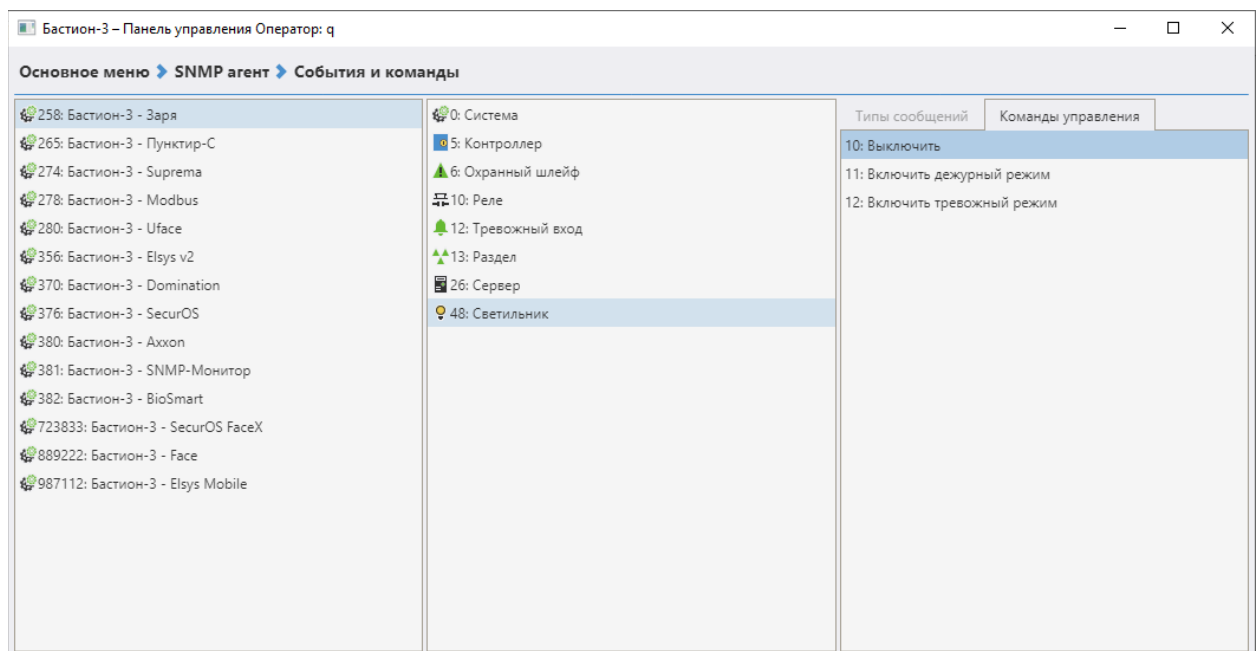 Бастион-3 – Панель управления Оператор: q
Основное меню SNMP агент События и команды
258: Бастион-3 - Заря
265: Бастион-3 - Пунктир-С
274: Бастион-3 - Suprema
278: Бастион-3 - Modbus
280: Бастион-3 - Uface
356: Бастион-3 - Elsys v2
370: Бастион-3 - Domination
376: Бастион-3 - SecurOS
380: Бастион-3 - Axxon
381: Бастион-3 - SNMP-Монитор
382: Бастион-3 - BioSmart
723833: Бастион-3 - SecurOS FaceX
889222: Бастион-3 - Face
987112: Бастион-3 - Elsys Mobile
0: Система
5: Контроллер
6: Охранный шлейф
10: Реле
12: Тревожный вход
13: Раздел
26: Сервер
48: Светильник
Типы сообщений Команды управления
10: Выключить
11: Включить дежурный режим
12: Включить тревожный режим